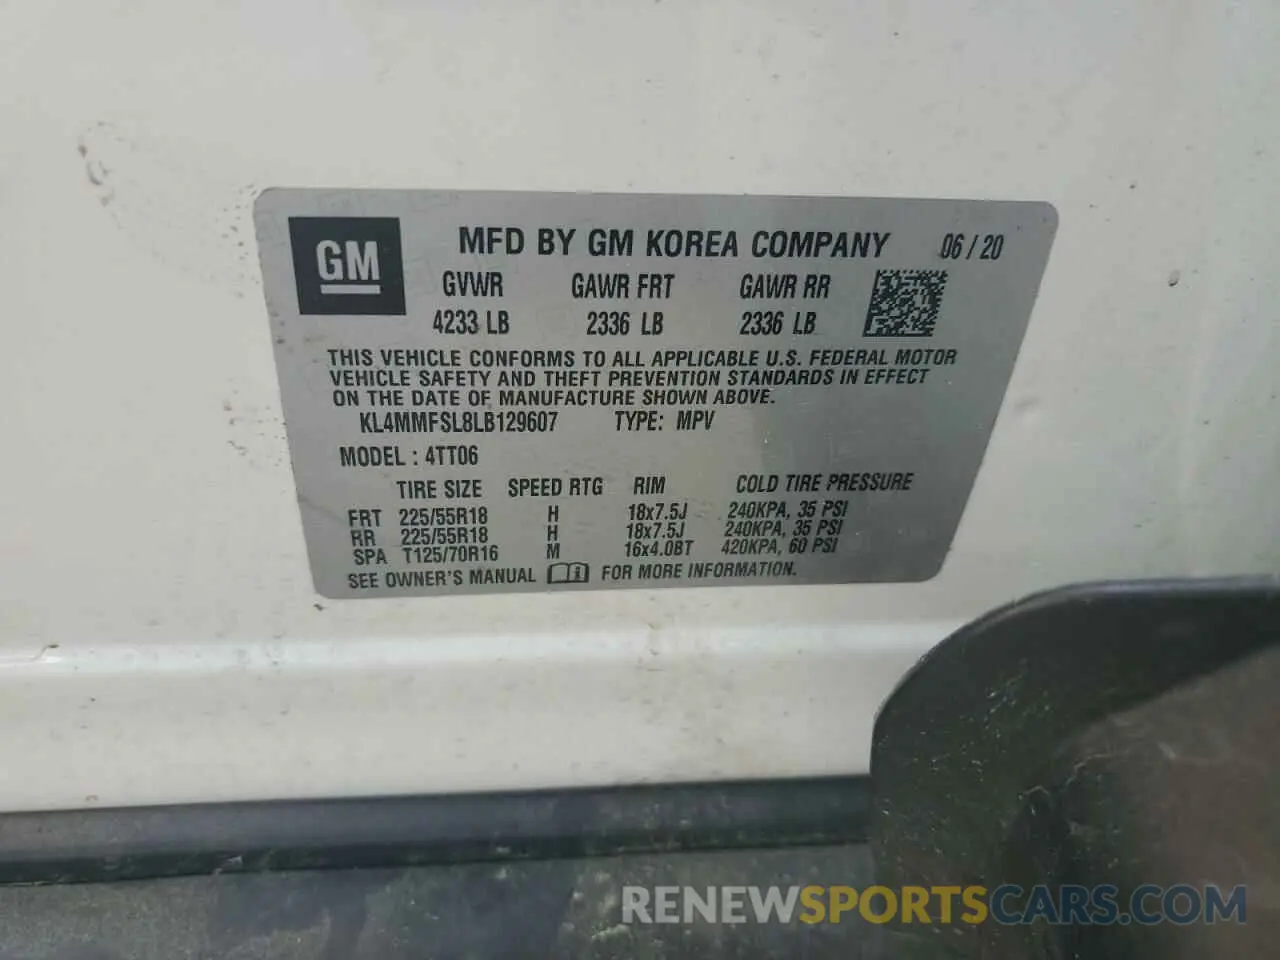 GM
MFD BY GM KOREA COMPANY 06/20
GVWR GAWR FRT GAWR RR
4233 LB 2336 LB 2336 LB
THIS VEHICLE CONFORMS TO ALL APPLICABLE U.S. FEDERAL MOTOR
VEHICLE SAFETY AND THEFT PREVENTION STANDARDS IN EFFECT
ON THE DATE OF MANUFACTURE SHOWN ABOVE.
KL4MMFSL8LB129607 TYPE: MPV
MODEL : 4TT06
TIRE SIZE SPEED RTG RIM COLD TIRE PRESSURE
FRT 225/55R18 H 18x7.5J 240KPA, 35 PSI
RR 225/55R18 H 18x7.5J 240KPA, 35 PSI
SPA T125/70R16 M 16x4.0BT 420KPA, 60 PSI
SEE OWNER'S MANUAL FOR MORE INFORMATION.
RENEWSPORTSCARS.COM